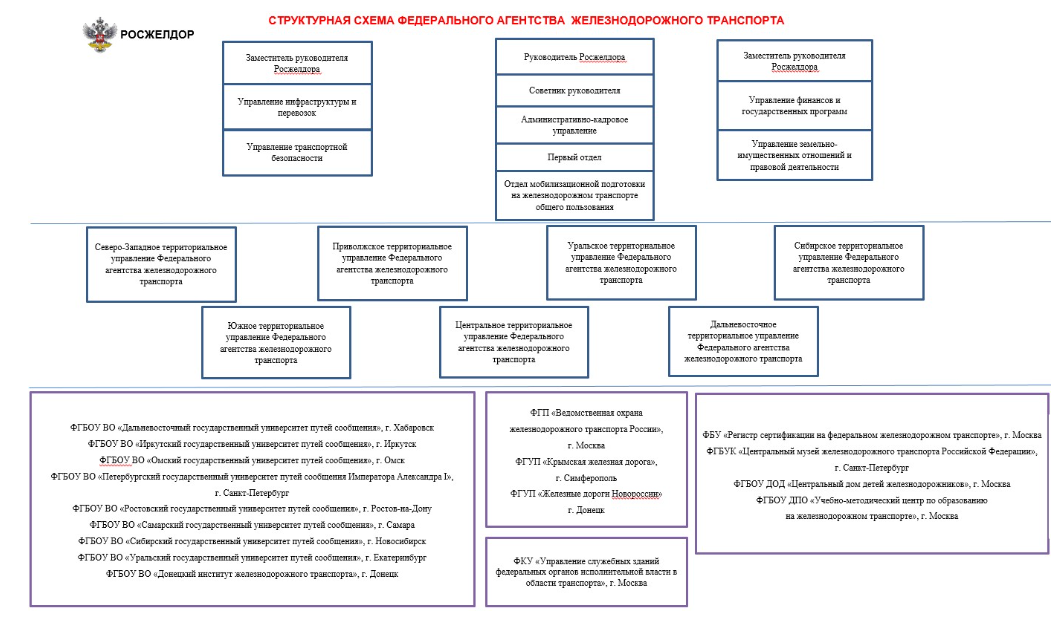 СТРУКТУРНАЯ СХЕМА ФЕДЕРАЛЬНОГО АГЕНТСТВА ЖЕЛЕЗНОДОРОЖНОГО ТРАНСПОРТА
РОСЖЕЛДОР
Заместитель руководителя
Росжелдора
Управление инфраструктуры и
перевозок
Управление транспортной
безопасности
Руководитель Росжелдора
Советник руководителя
Административно-кадровое
управление
Первый отдел
Отдел мобилизационной подготовки
на железнодорожном транспорте
общего пользования
Заместитель руководителя
Росжелдора
Управление финансов и
государственных программ
Управление земельно-
имущественных отношений и
правовой деятельности
Северо-Западное территориальное
управление Федерального
агентства железнодорожного
транспорта
Приволжское территориальное
управление Федерального
агентства железнодорожного
транспорта
Уральское территориальное
управление Федерального
агентства железнодорожного
транспорта
Сибирское территориальное
управление Федерального
агентства железнодорожного
транспорта
Южное территориальное
управление Федерального
агентства железнодорожного
транспорта
Центральное территориальное
управление Федерального
агентства железнодорожного
транспорта
Дальневосточное
территориальное управление
Федерального агентства
железнодорожного транспорта
ФГБОУ ВО «Дальневосточный государственный университет путей сообщения», г. Хабаровск
ФГБОУ ВО «Иркутский государственный университет путей сообщения», г. Иркутск
ФГБОУ ВО «Омский государственный университет путей сообщения», г. Омск
ФГБОУ ВО «Петербургский государственный университет путей сообщения Императора Александра I»,
г. Санкт-Петербург
ФГБОУ ВО «Ростовский государственный университет путей сообщения», г. Ростов-на-Дону
ФГБОУ ВО «Самарский государственный университет путей сообщения», г. Самара
ФГБОУ ВО «Сибирский государственный университет путей сообщения», г. Новосибирск
ФГБОУ ВО «Уральский государственный университет путей сообщения», г. Екатеринбург
ФГБОУ ВО «Донецкий институт железнодорожного транспорта», г. Донецк
ФГП «Ведомственная охрана
железнодорожного транспорта России»,
г. Москва
ФГУП «Крымская железная дорога»,
г. Симферополь
ФГУП «Железные дороги Новороссии»
г. Донецк
ФКУ «Управление служебных зданий
федеральных органов исполнительной власти в
области транспорта», г. Москва
ФБУ «Регистр сертификации на федеральном железнодорожном транспорте», г. Москва
ФГБУК «Центральный музей железнодорожного транспорта Российской Федерации»,
г. Санкт-Петербург
ФГБОУ ДОД «Центральный дом детей железнодорожников», г. Москва
ФГБОУ ДПО «Учебно-методический центр по образованию
на железнодорожном транспорте», г. Москва